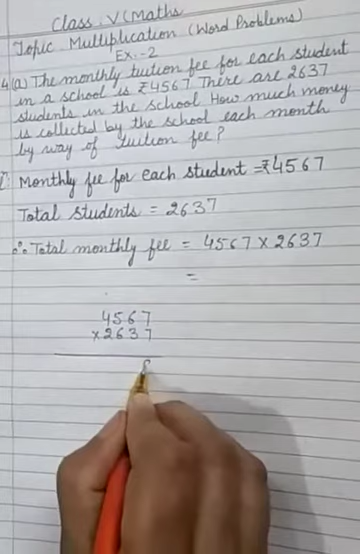 Class V (Maths
Topic Multiplication (Word Problems)
Ex.-2
4.(a) The monthly tuition fee for each student
in a school is ₹4567 There are 2637
students in the school How much money
is collected by the school each month
by way of tuition fee?
Monthly fee for each student = ₹4567
Total students = 2637
∴ Total monthly fee = 4567 × 2637
=
4567
×2637